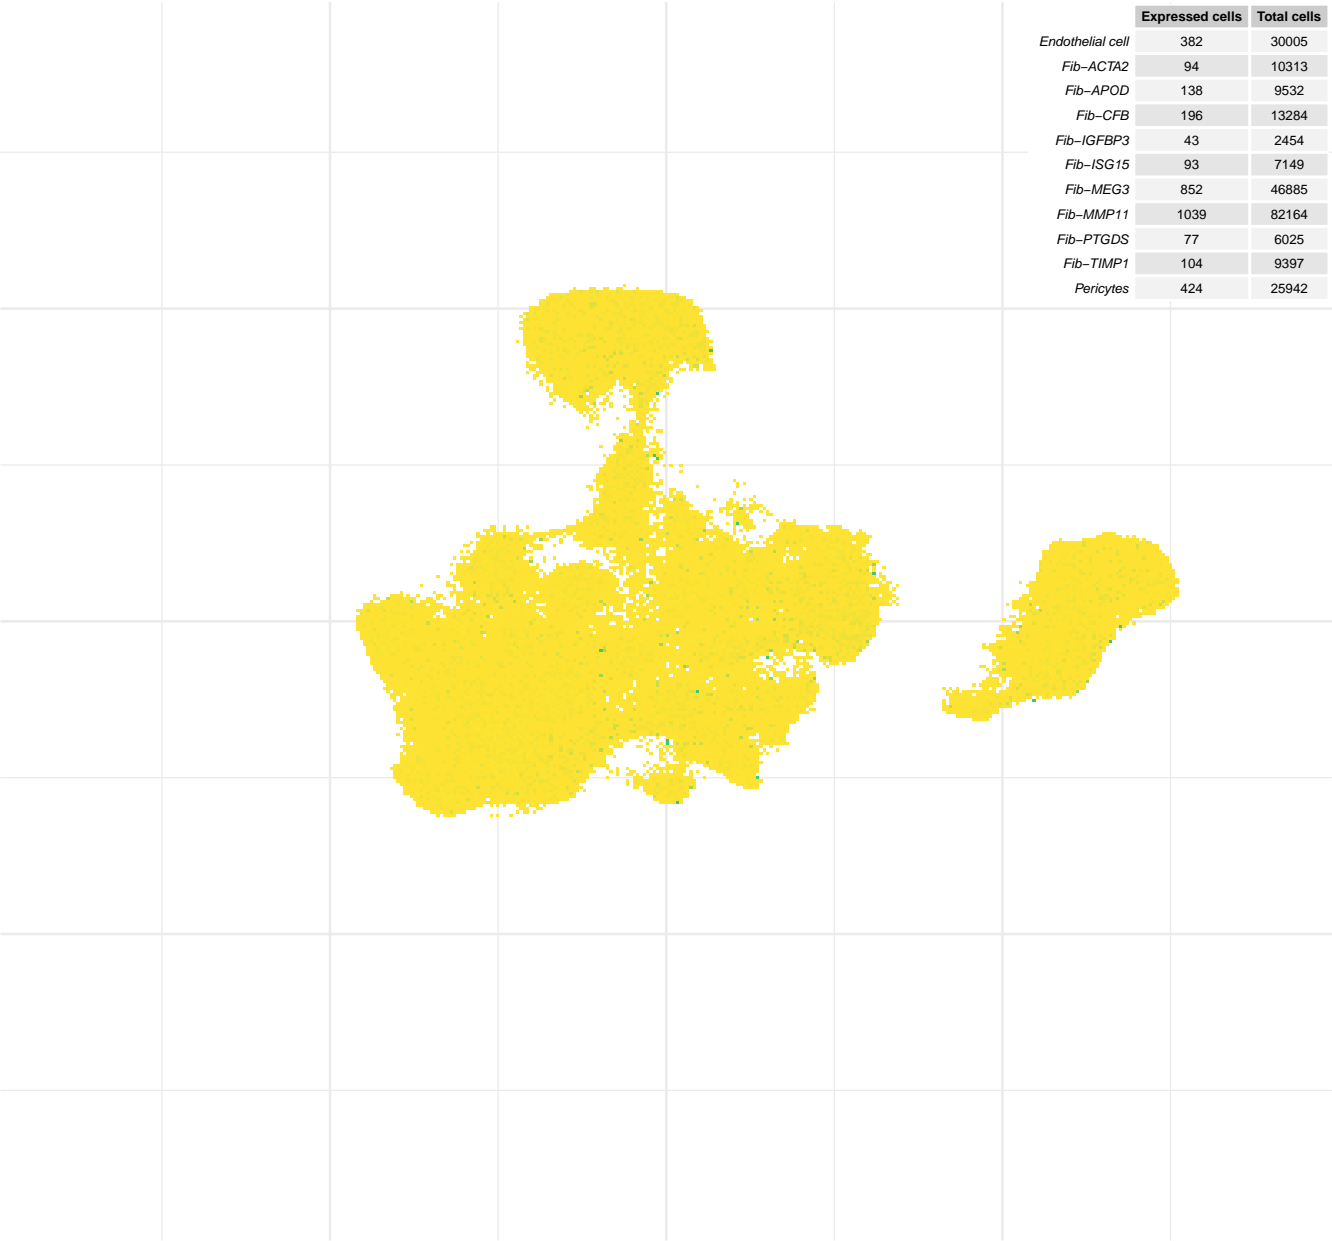 Expressed cells Total cells
Endothelial cell 382 30005
Fib−ACTA2 94 10313
Fib−APOD 138 9532
Fib−CFB 196 13284
Fib−IGFBP3 43 2454
Fib−ISG15 93 7149
Fib−MEG3 852 46885
Fib−MMP11 1039 82164
Fib−PTGDS 77 6025
Fib−TIMP1 104 9397
Pericytes 424 25942